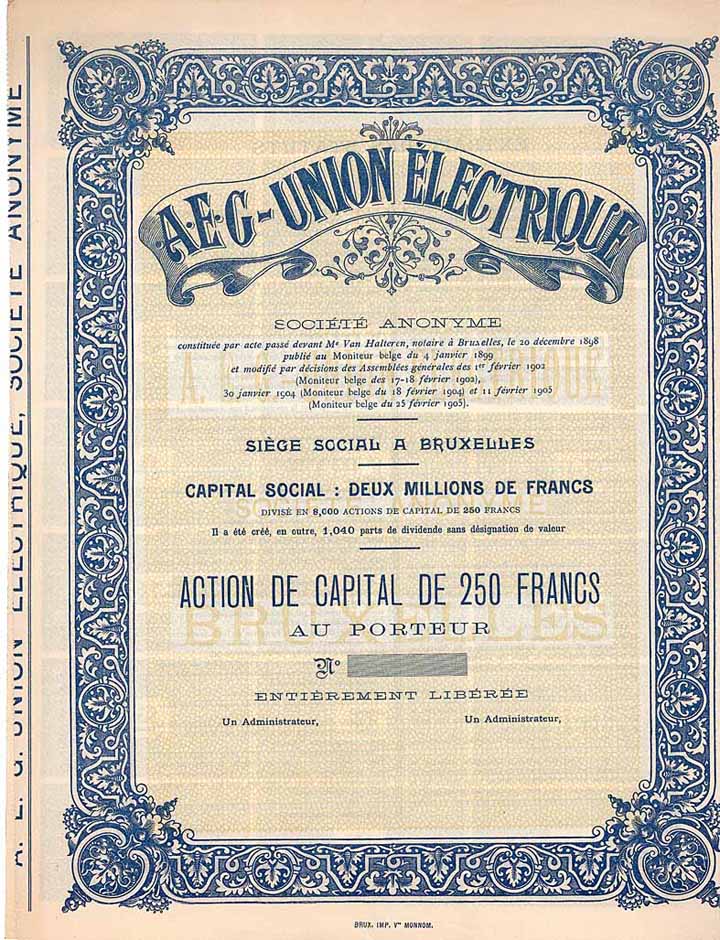 A·E·G-UNION ÉLECTRIQUE
SOCIÉTÉ ANONYME
constituée par acte passé devant Me Van Halteren, notaire à Bruxelles, le 20 décembre 1898
publié au Moniteur belge du 4 janvier 1899
et modifié par décisions des Assemblées générales des 1er février 1902
(Moniteur belge des 17-18 février 1902),
30 janvier 1904 (Moniteur belge du 18 février 1904) et 11 février 1905
(Moniteur belge du 25 février 1905).
SIÈGE SOCIAL A BRUXELLES
CAPITAL SOCIAL : DEUX MILLIONS DE FRANCS
DIVISÉ EN 8,000 ACTIONS DE CAPITAL DE 250 FRANCS
Il a été créé, en outre, 1,040 parts de dividende sans désignation de valeur
ACTION DE CAPITAL DE 250 FRANCS
AU PORTEUR
BRUXELLES
No
ENTIÈREMENT LIBÉRÉE
Un Administrateur,
Un Administrateur,
BRUX. IMP. Ve MONNOM.
A. E. G. UNION ÉLECTRIQUE, SOCIÉTÉ ANONYME